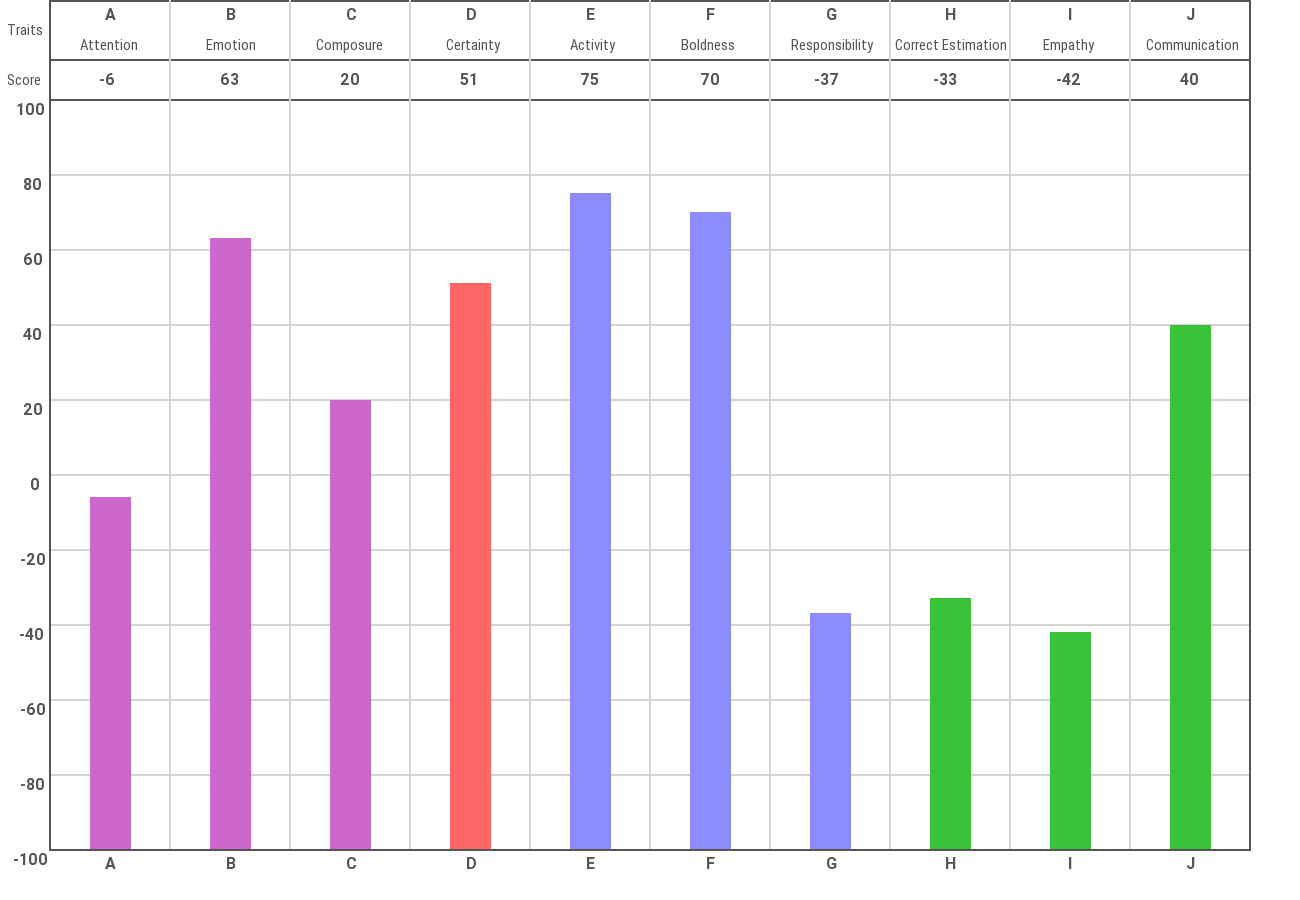 Traits A B C D E F G H I J
Attention Emotion Composure Certainty Activity Boldness Responsibility Correct Estimation Empathy Communication
Score -6 63 20 51 75 70 -37 -33 -42 40
100
80
60
40
20
0
-20
-40
-60
-80
-100
A B C D E F G H I J